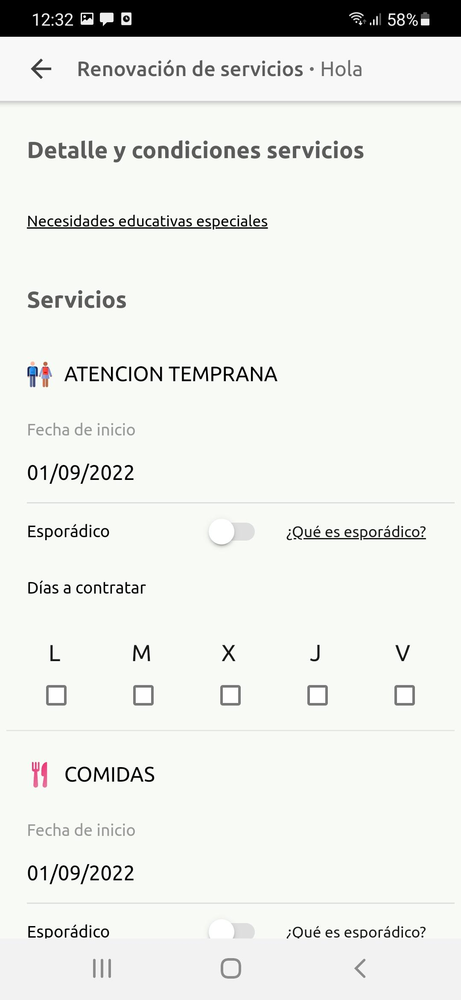 12:32 58%
Renovación de servicios • Hola
Detalle y condiciones servicios
Necesidades educativas especiales
Servicios
ATENCION TEMPRANA
Fecha de inicio
01/09/2022
Esporádico ¿Qué es esporádico?
Días a contratar
L M X J V
COMIDAS
Fecha de inicio
01/09/2022
Esporádico ¿Qué es esporádico?